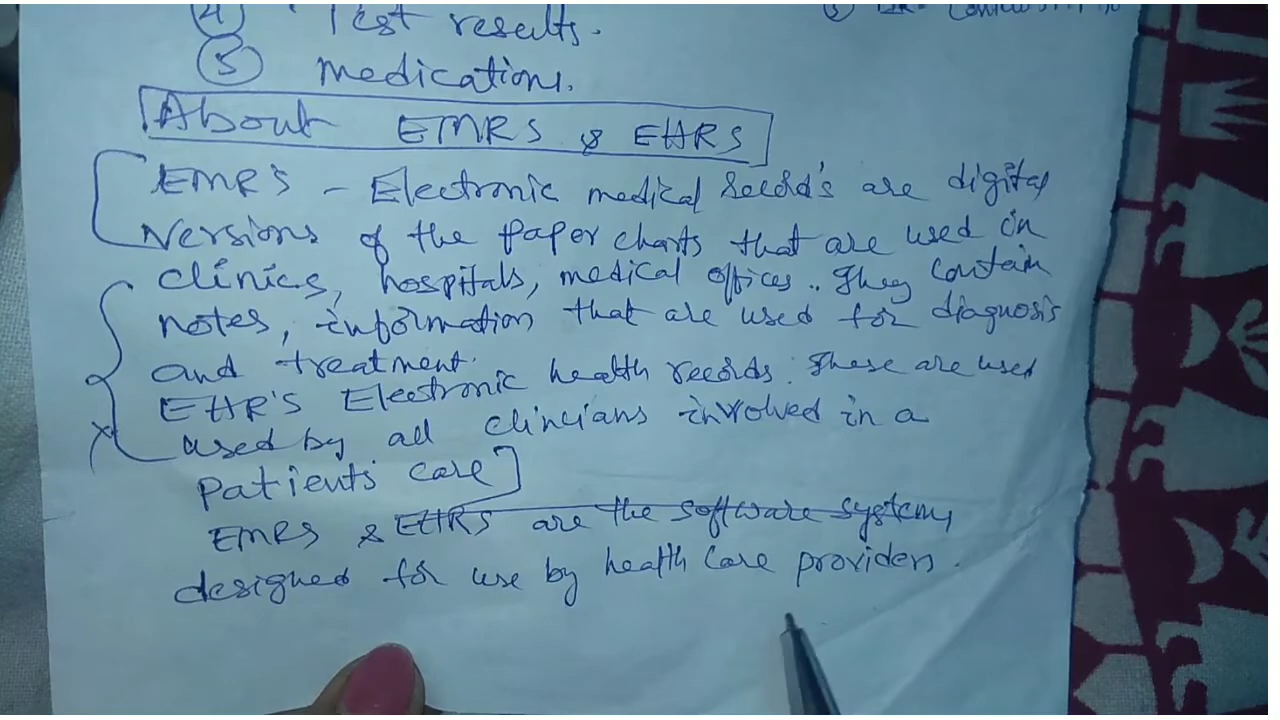 ④ Test results.
⑤ medications.
About EMRS & EHRS
EMR'S - Electronic medical records's are digital
Versions of the paper charts that are used in
clinics, hospitals, medical offices.. They contain
notes, information that are used for diagnosis
and treatment.
EHR'S Electronic health records. These are used
used by all clincians involved in a
patients care
EMRS & EHRS are the software systems
designed for use by health care providers.